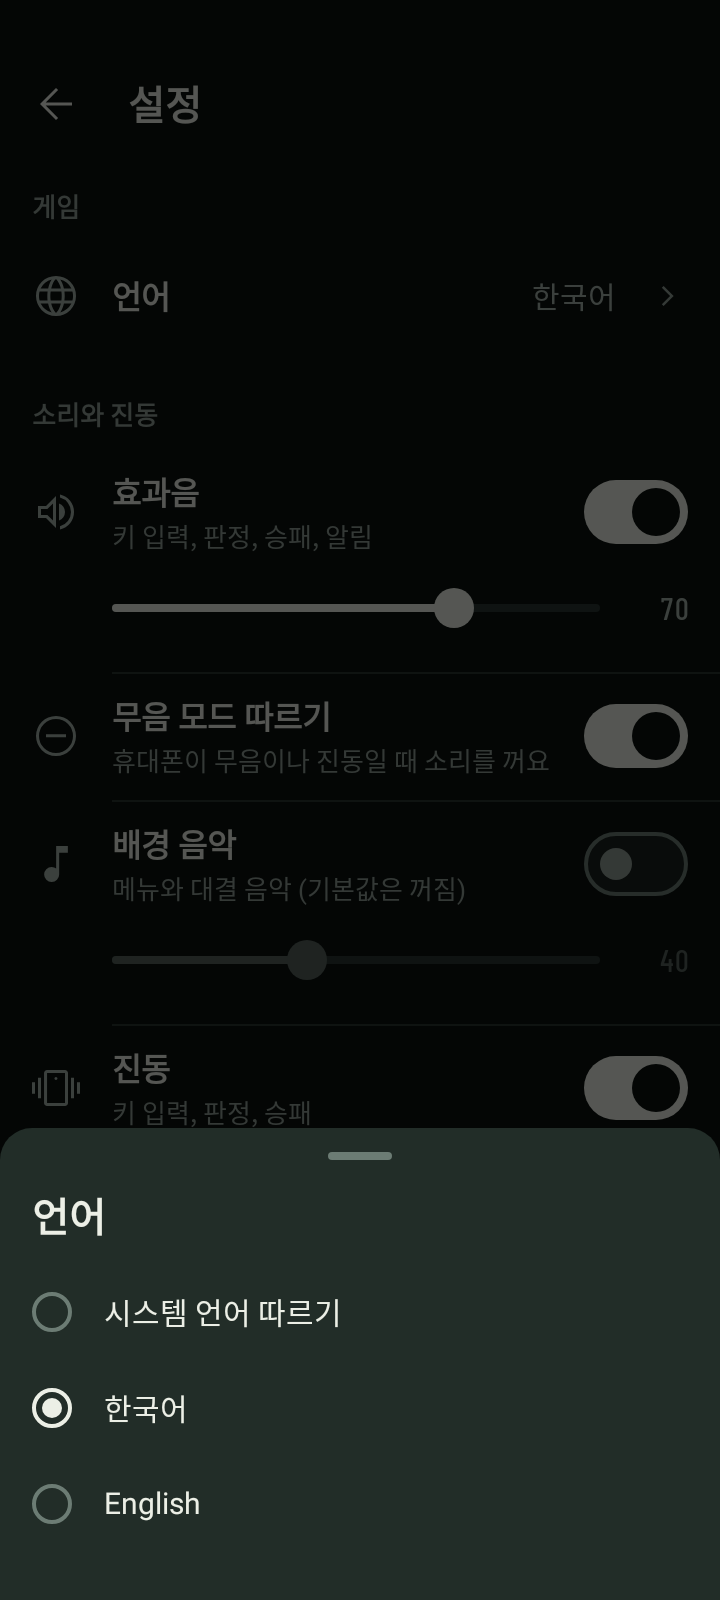 설정
게임
언어 한국어
소리와 진동
효과음
키 입력, 판정, 승패, 알림
70
무음 모드 따르기
휴대폰이 무음이나 진동일 때 소리를 꺼요
배경 음악
메뉴와 대결 음악 (기본값은 꺼짐)
40
진동
키 입력, 판정, 승패
언어
시스템 언어 따르기
한국어
English